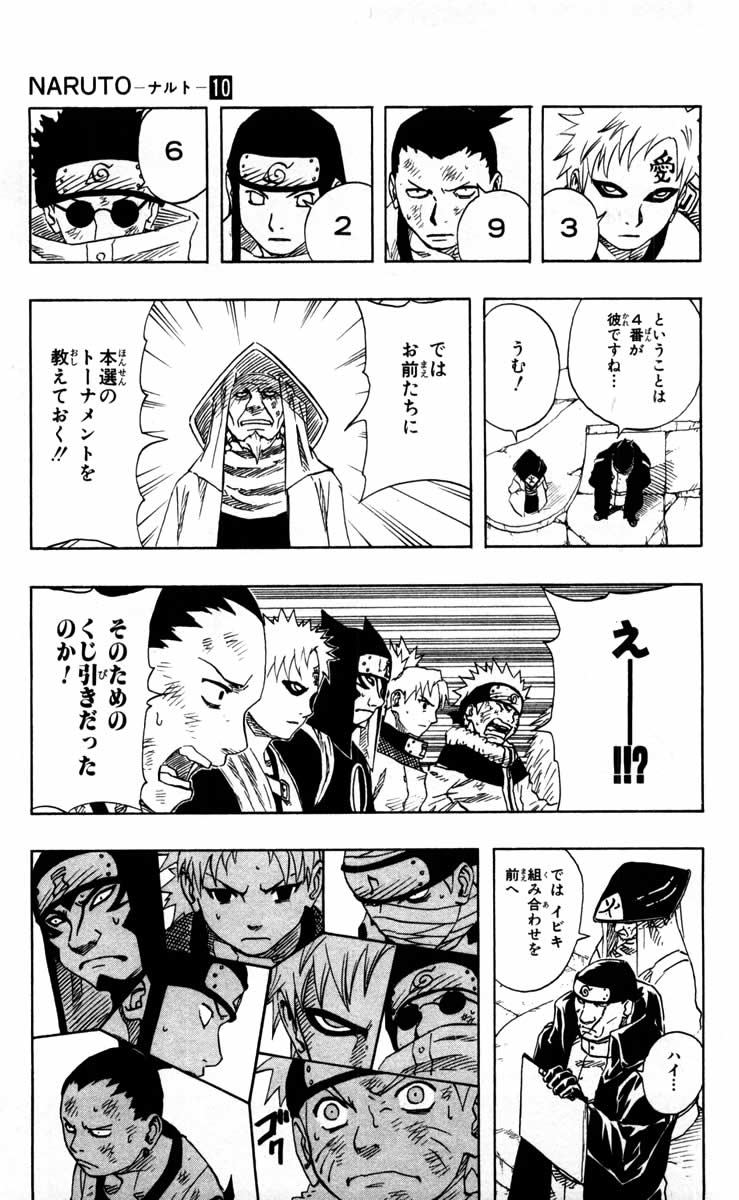 NARUTO―ナルト―10
3
愛
9
2
6
ということは
4番が
彼ですね…
うむ！
では
お前たちに
本選の
トーナメントを
教えておく!!
え――!!?
そのための
くじ引きだった
のか！
では イビキ
組み合わせを
前へ
火
ハイ…
ゴク